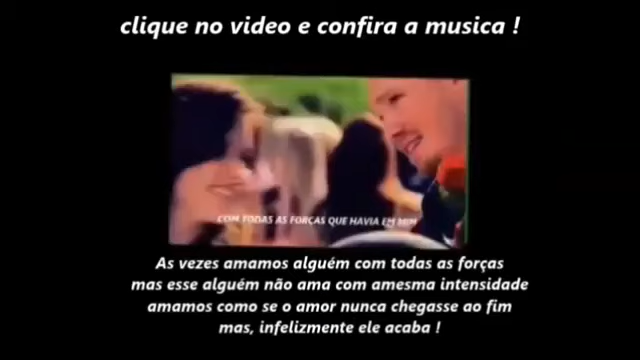 clique no video e confira a musica !
COM TODAS AS FORÇAS QUE HAVIA EM MIM
As vezes amamos alguém com todas as forças
mas esse alguém não ama com amesma intensidade
amamos como se o amor nunca chegasse ao fim
mas, infelizmente ele acaba !